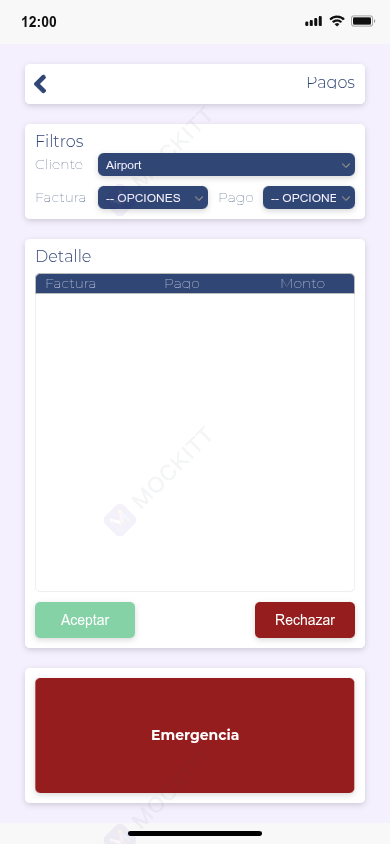 12:00
Pagos
Filtros
Cliente Airport
Factura -- OPCIONES Pago -- OPCIONE
Detalle
Factura Pago Monto
MOCKITT
MOCKITT
Aceptar Rechazar
Emergencia
MOCKITT